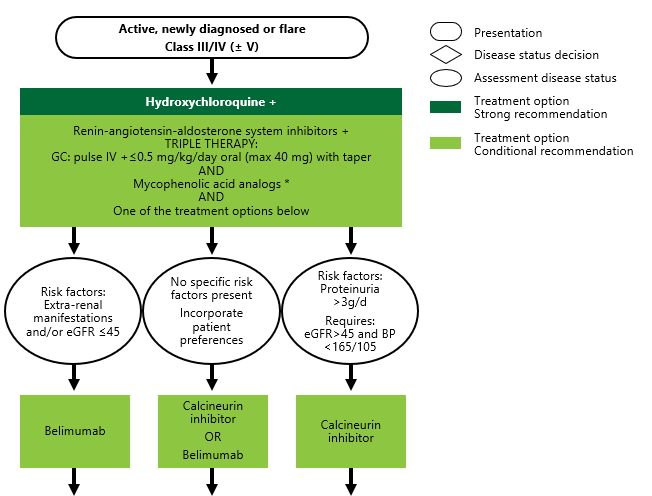 Active, newly diagnosed or flare
Class III/IV (± V)
Presentation
Disease status decision
Assessment disease status
Treatment option
Strong recommendation
Treatment option
Conditional recommendation
Hydroxychloroquine +
Renin-angiotensin-aldosterone system inhibitors +
TRIPLE THERAPY:
GC: pulse IV +≤0.5 mg/kg/day oral (max 40 mg) with taper
AND
Mycophenolic acid analogs *
AND
One of the treatment options below
Risk factors:
Extra-renal
manifestations
and/or eGFR ≤45
No specific risk
factors present
Incorporate
patient
preferences
Risk factors:
Proteinuria
>3g/d
Requires:
eGFR>45 and BP
<165/105
Belimumab
Calcineurin
inhibitor
OR
Belimumab
Calcineurin
inhibitor